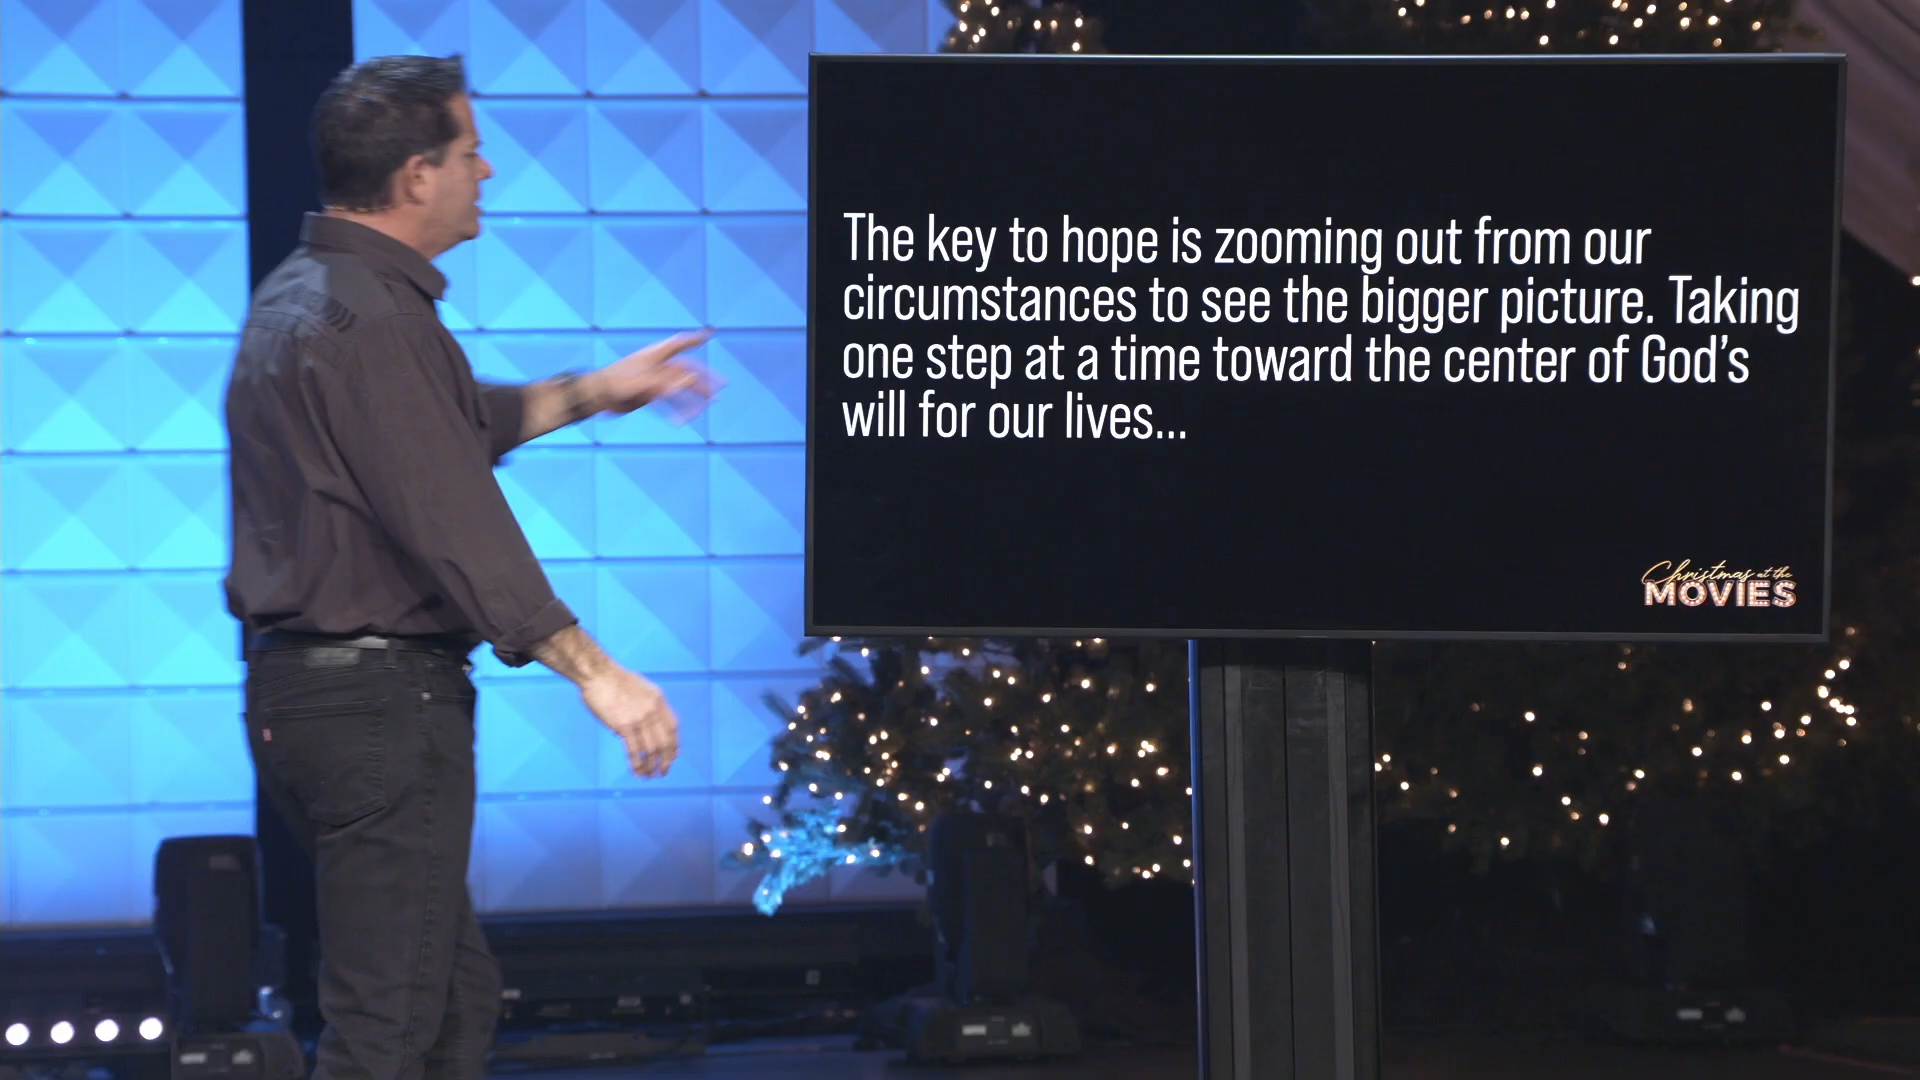 The key to hope is zooming out from our
circumstances to see the bigger picture. Taking
one step at a time toward the center of God’s
will for our lives...
Christmas at the
MOVIES